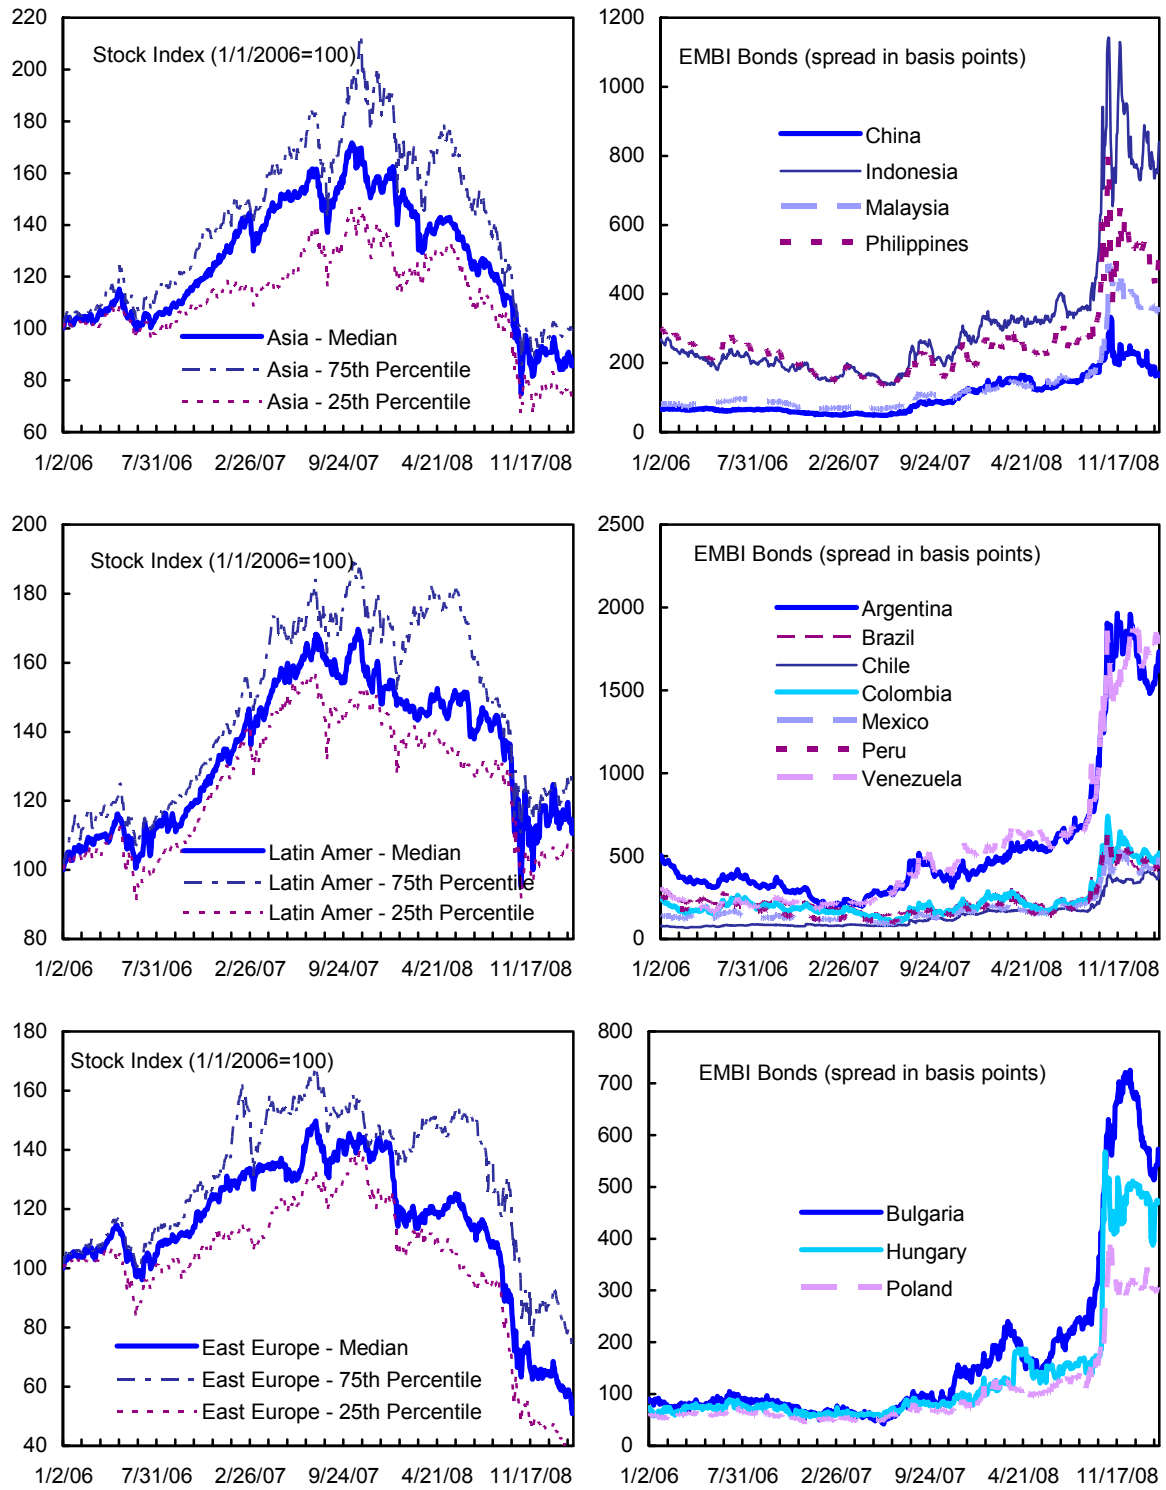 Stock Index (1/1/2006=100)
220
200
180
160
140
120
100
80
60
Asia - Median
Asia - 75th Percentile
Asia - 25th Percentile
1/2/06 7/31/06 2/26/07 9/24/07 4/21/08 11/17/08
EMBI Bonds (spread in basis points)
1200
1000
800
600
400
200
0
China
Indonesia
Malaysia
Philippines
1/2/06 7/31/06 2/26/07 9/24/07 4/21/08 11/17/08
Stock Index (1/1/2006=100)
200
180
160
140
120
100
80
Latin Amer - Median
Latin Amer - 75th Percentile
Latin Amer - 25th Percentile
1/2/06 7/31/06 2/26/07 9/24/07 4/21/08 11/17/08
EMBI Bonds (spread in basis points)
2500
2000
1500
1000
500
0
Argentina
Brazil
Chile
Colombia
Mexico
Peru
Venezuela
1/2/06 7/31/06 2/26/07 9/24/07 4/21/08 11/17/08
Stock Index (1/1/2006=100)
180
160
140
120
100
80
60
40
East Europe - Median
East Europe - 75th Percentile
East Europe - 25th Percentile
1/2/06 7/31/06 2/26/07 9/24/07 4/21/08 11/17/08
EMBI Bonds (spread in basis points)
800
700
600
500
400
300
200
100
0
Bulgaria
Hungary
Poland
1/2/06 7/31/06 2/26/07 9/24/07 4/21/08 11/17/08